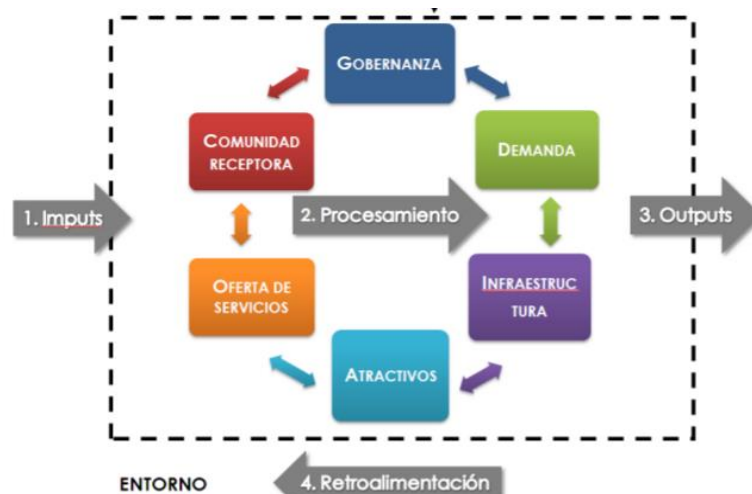 GOBERNANZA
COMUNIDAD
RECEPTORA
DEMANDA
1. Imputs
2. Procesamiento
3. Outputs
OFERTA DE
SERVICIOS
INFRAESTRUC
TURA
ATRACTIVOS
ENTORNO
4. Retroalimentación